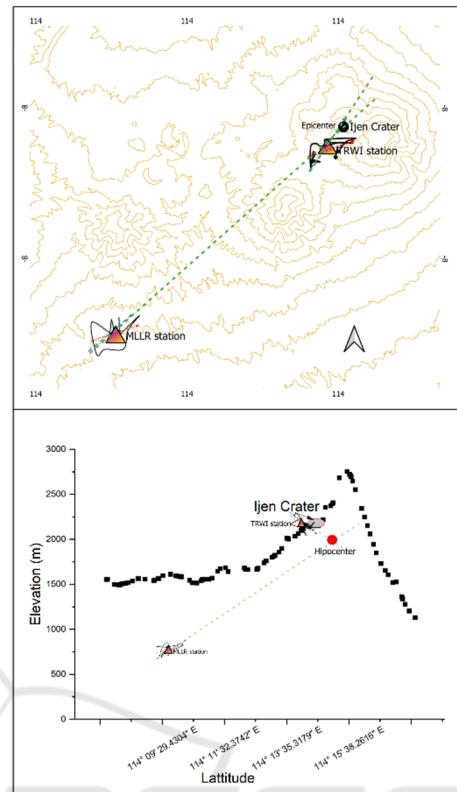 114 114 114
-8 -8
Epicenter Ijen Crater
TRWI station
-8 -8
MLLR station
114 114 114
3000
Ijen Crater
2500
TRWI station
2000
Hipocenter
Elevation (m)
1500
1000
MLLR station
500
0
114° 09' 29.4304" E 114° 11' 32.3742" E 114° 13' 35.3179" E 114° 15' 38.2616" E
Lattitude